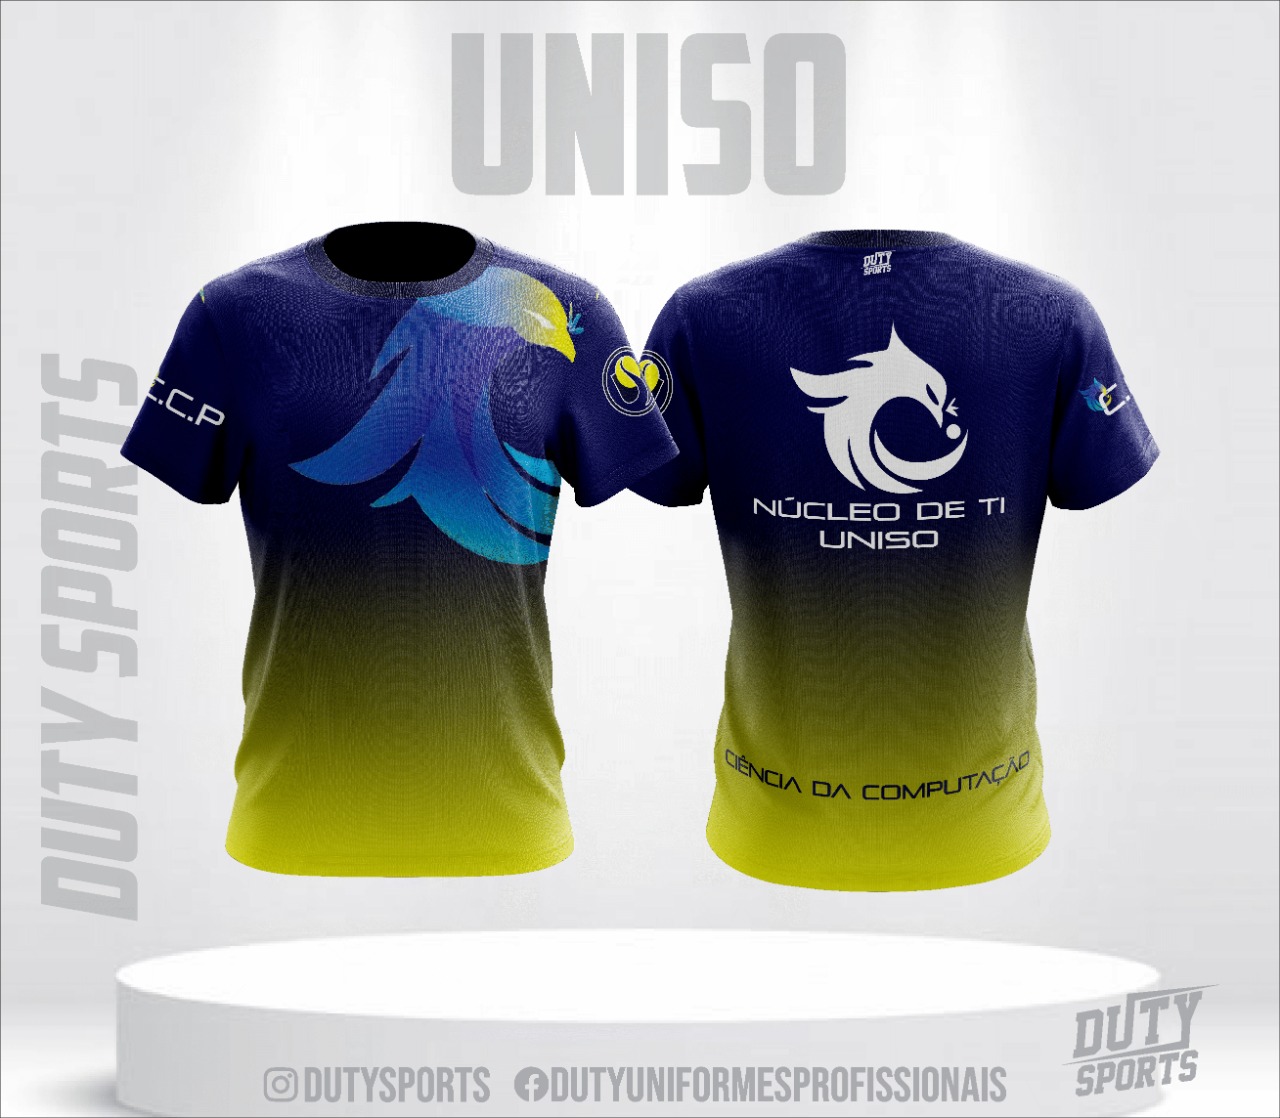 UNISO
DUTY SPORTS
C.C.P
DUTY
SPORTS
NÚCLEO DE TI
UNISO
CIÊNCIA DA COMPUTAÇÃO
C.
DUTYSPORTS
DUTYUNIFORMESPROFISSIONAIS
DUTY
SPORTS